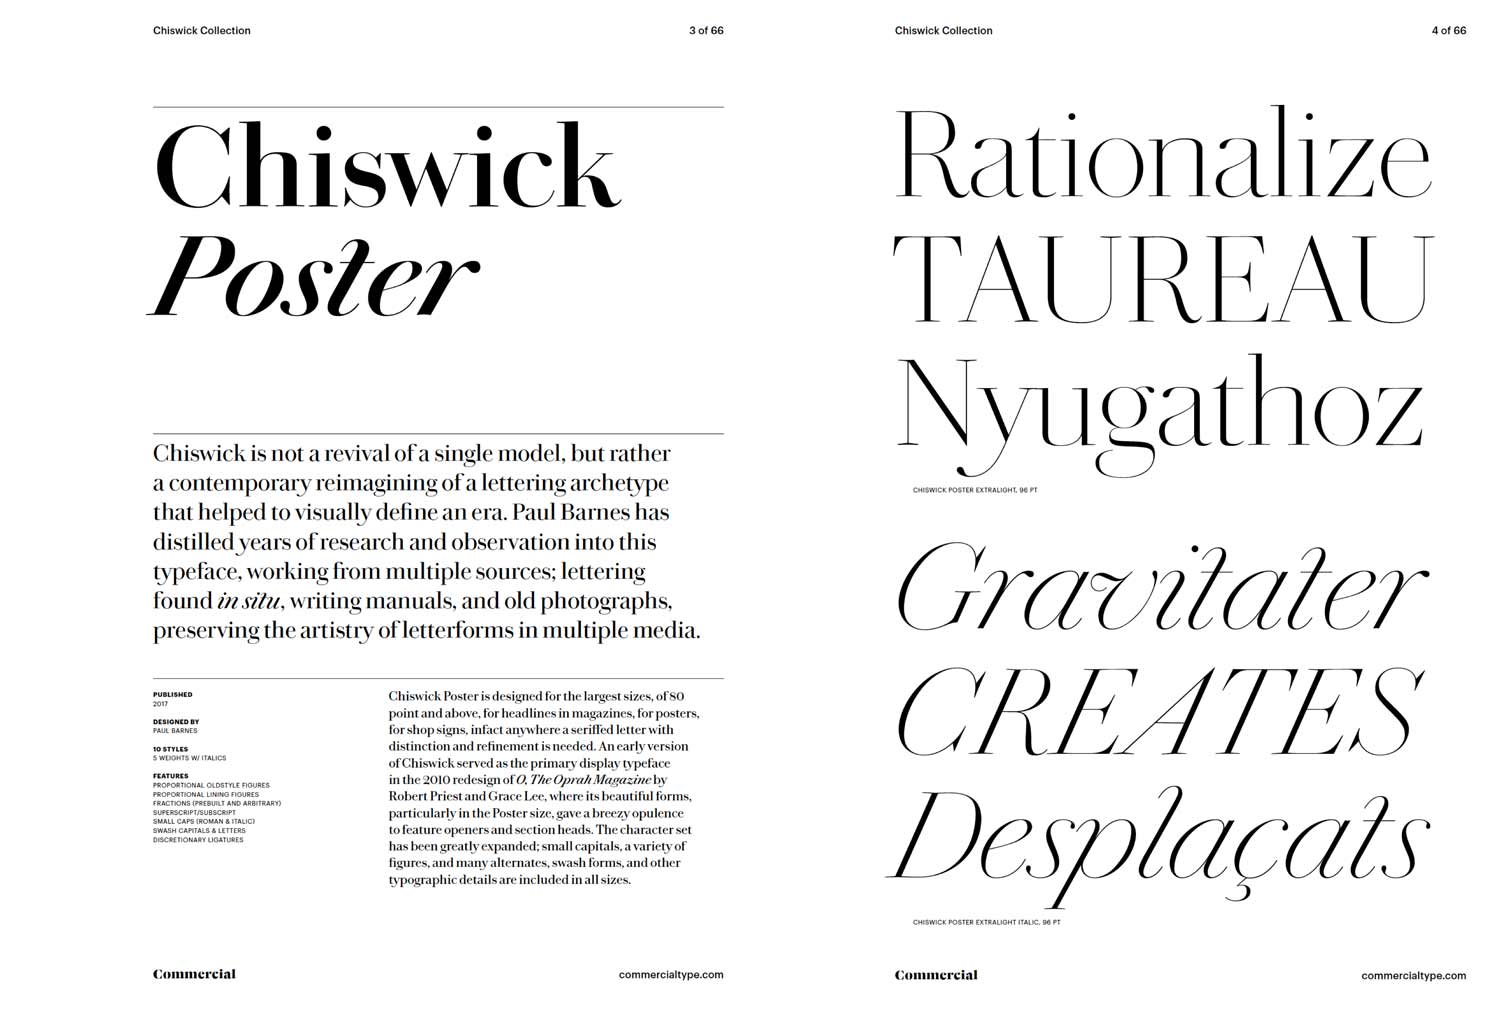 Chiswick Collection
3 of 66
Chiswick
Poster
Chiswick is not a revival of a single model, but rather
a contemporary reimagining of a lettering archetype
that helped to visually define an era. Paul Barnes has
distilled years of research and observation into this
typeface, working from multiple sources; lettering
found in situ, writing manuals, and old photographs,
preserving the artistry of letterforms in multiple media.
PUBLISHED
2017
DESIGNED BY
PAUL BARNES
10 STYLES
5 WEIGHTS W/ ITALICS
FEATURES
PROPORTIONAL OLDSTYLE FIGURES
PROPORTIONAL LINING FIGURES
FRACTIONS (PREBUILT AND ARBITRARY)
SUPERSCRIPT/SUBSCRIPT
SMALL CAPS (ROMAN & ITALIC)
SWASH CAPITALS & LETTERS
DISCRETIONARY LIGATURES
Chiswick Poster is designed for the largest sizes, of 80
point and above, for headlines in magazines, for posters,
for shop signs, infact anywhere a seriffed letter with
distinction and refinement is needed. An early version
of Chiswick served as the primary display typeface
in the 2010 redesign of O, The Oprah Magazine by
Robert Priest and Grace Lee, where its beautiful forms,
particularly in the Poster size, gave a breezy opulence
to feature openers and section heads. The character set
has been greatly expanded; small capitals, a variety of
figures, and many alternates, swash forms, and other
typographic details are included in all sizes.
Commercial
commercialtype.com
Chiswick Collection
4 of 66
Rationalize
TAUREAU
Nyugathoz
CHISWICK POSTER EXTRALIGHT, 96 PT
Gravitater
CREATES
Desplaçats
CHISWICK POSTER EXTRALIGHT ITALIC, 96 PT
Commercial
commercialtype.com